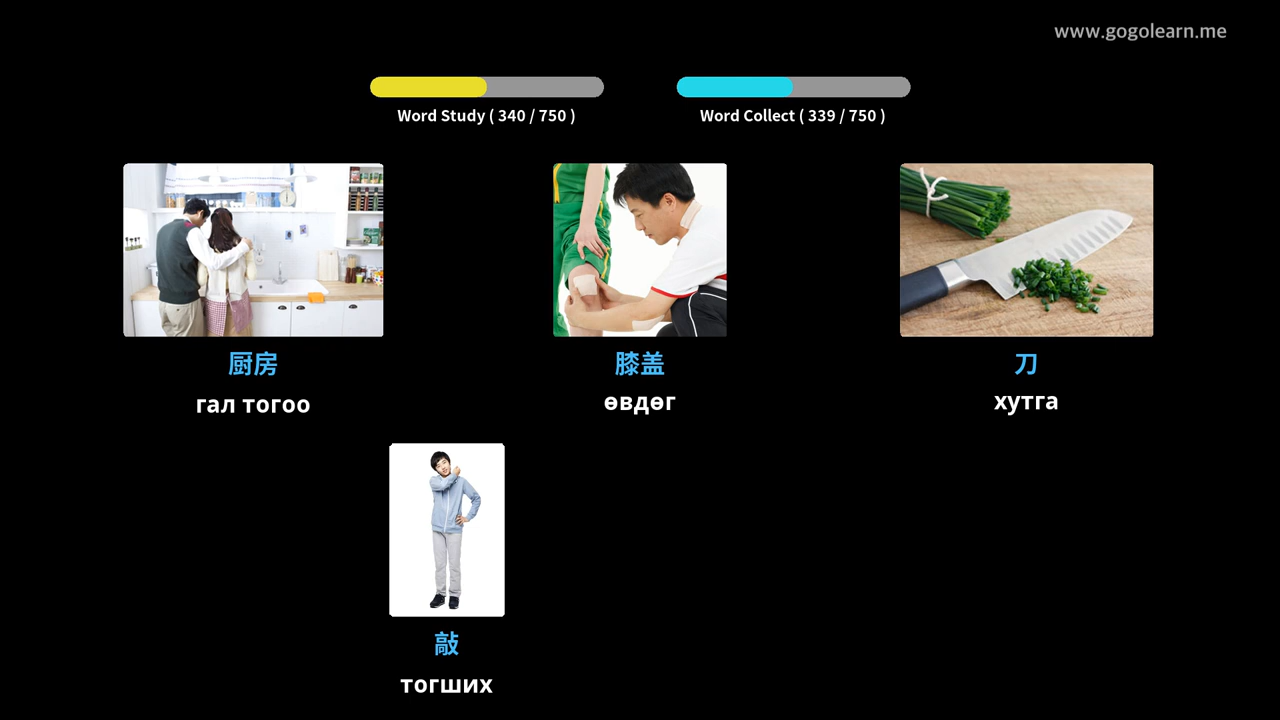 www.gogolearn.me
Word Study ( 340 / 750 )
Word Collect ( 339 / 750 )
厨房
гал тогоо
膝盖
өвдөг
刀
хутга
敲
тогших